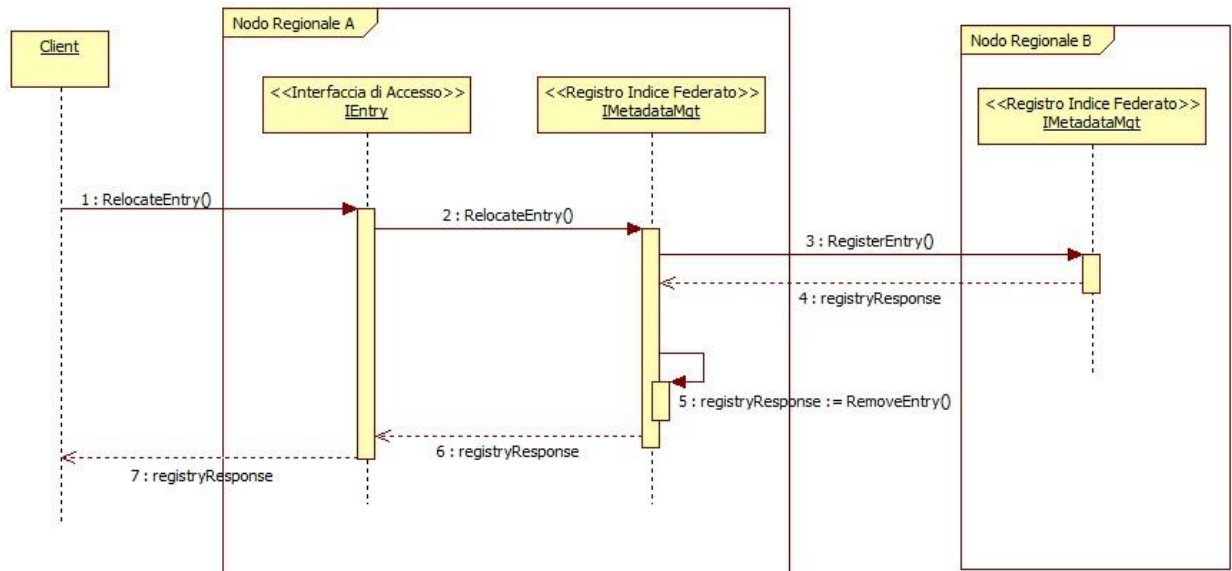 Nodo Regionale A
Nodo Regionale B
Client
<<Interfaccia di Accesso>>
IEntry
<<Registro Indice Federato>>
IMetadataMgt
<<Registro Indice Federato>>
IMetadataMgt
1 : RelocateEntry()
2 : RelocateEntry()
3 : RegisterEntry()
4 : registryResponse
5 : registryResponse := RemoveEntry()
6 : registryResponse
7 : registryResponse